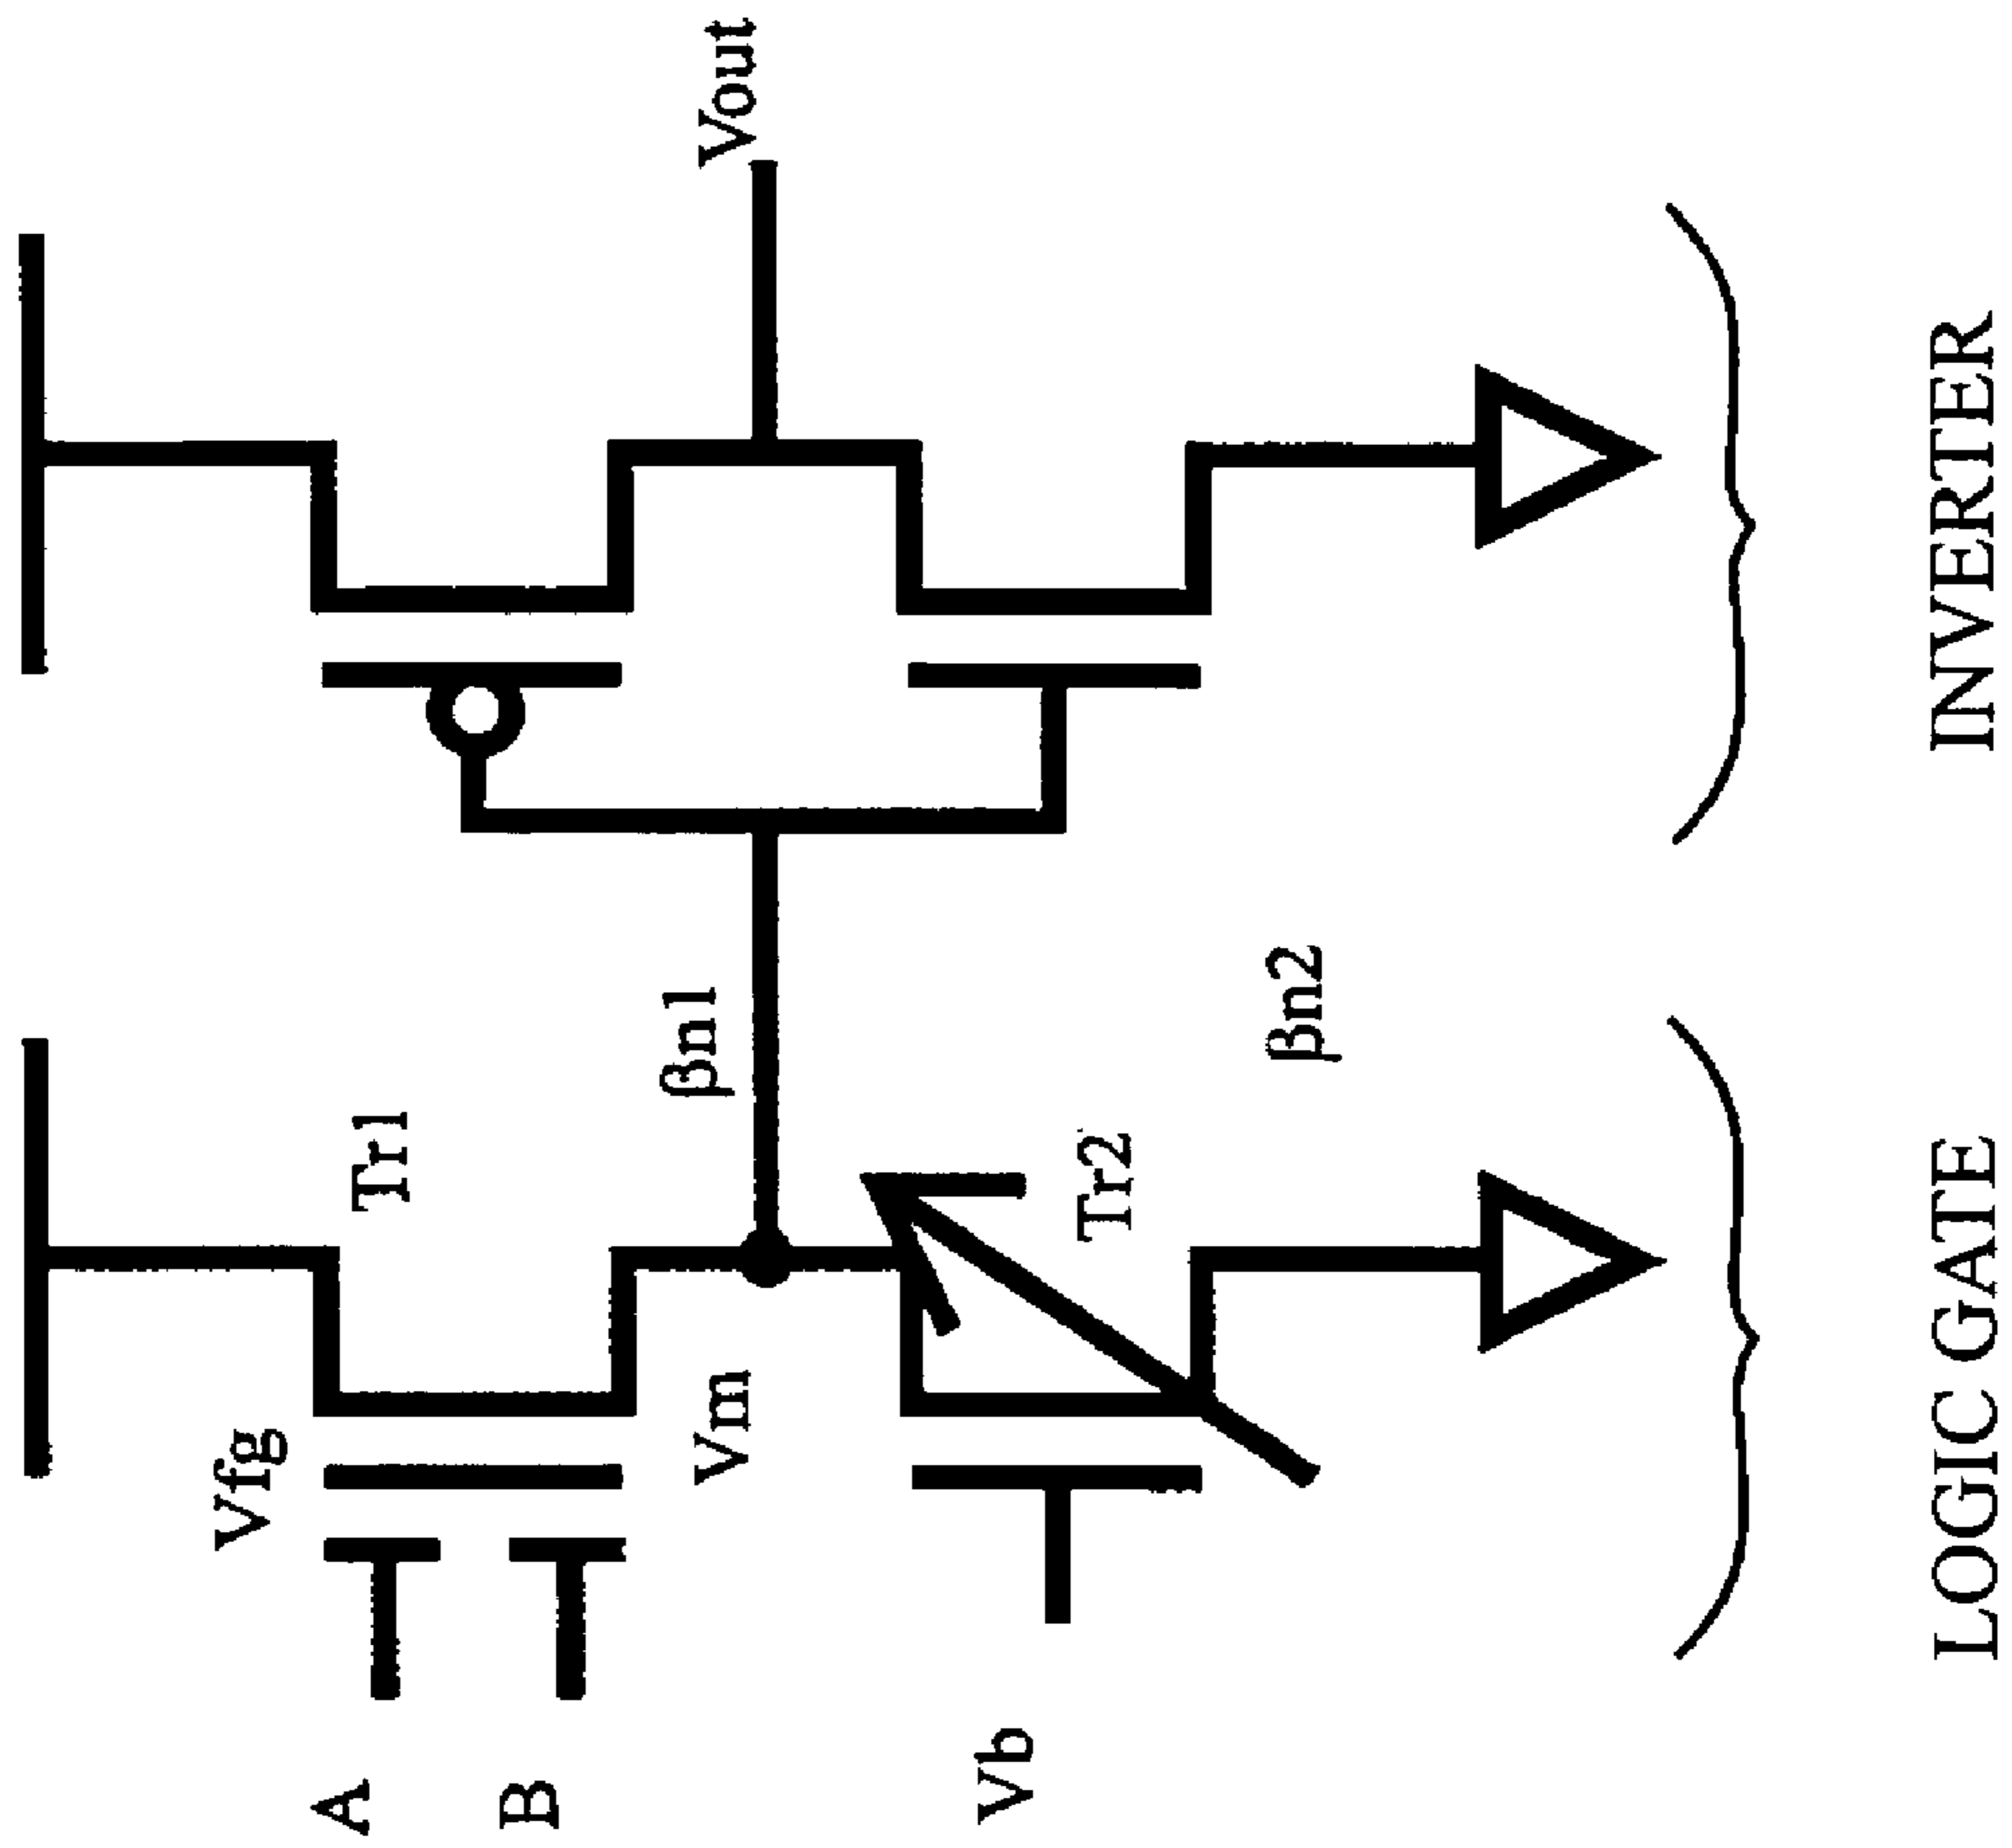 A
B
Vb
Vfg
Vm
Tr1
Tr2
βn1
βn2
Vout
LOGIC GATE
INVERTER